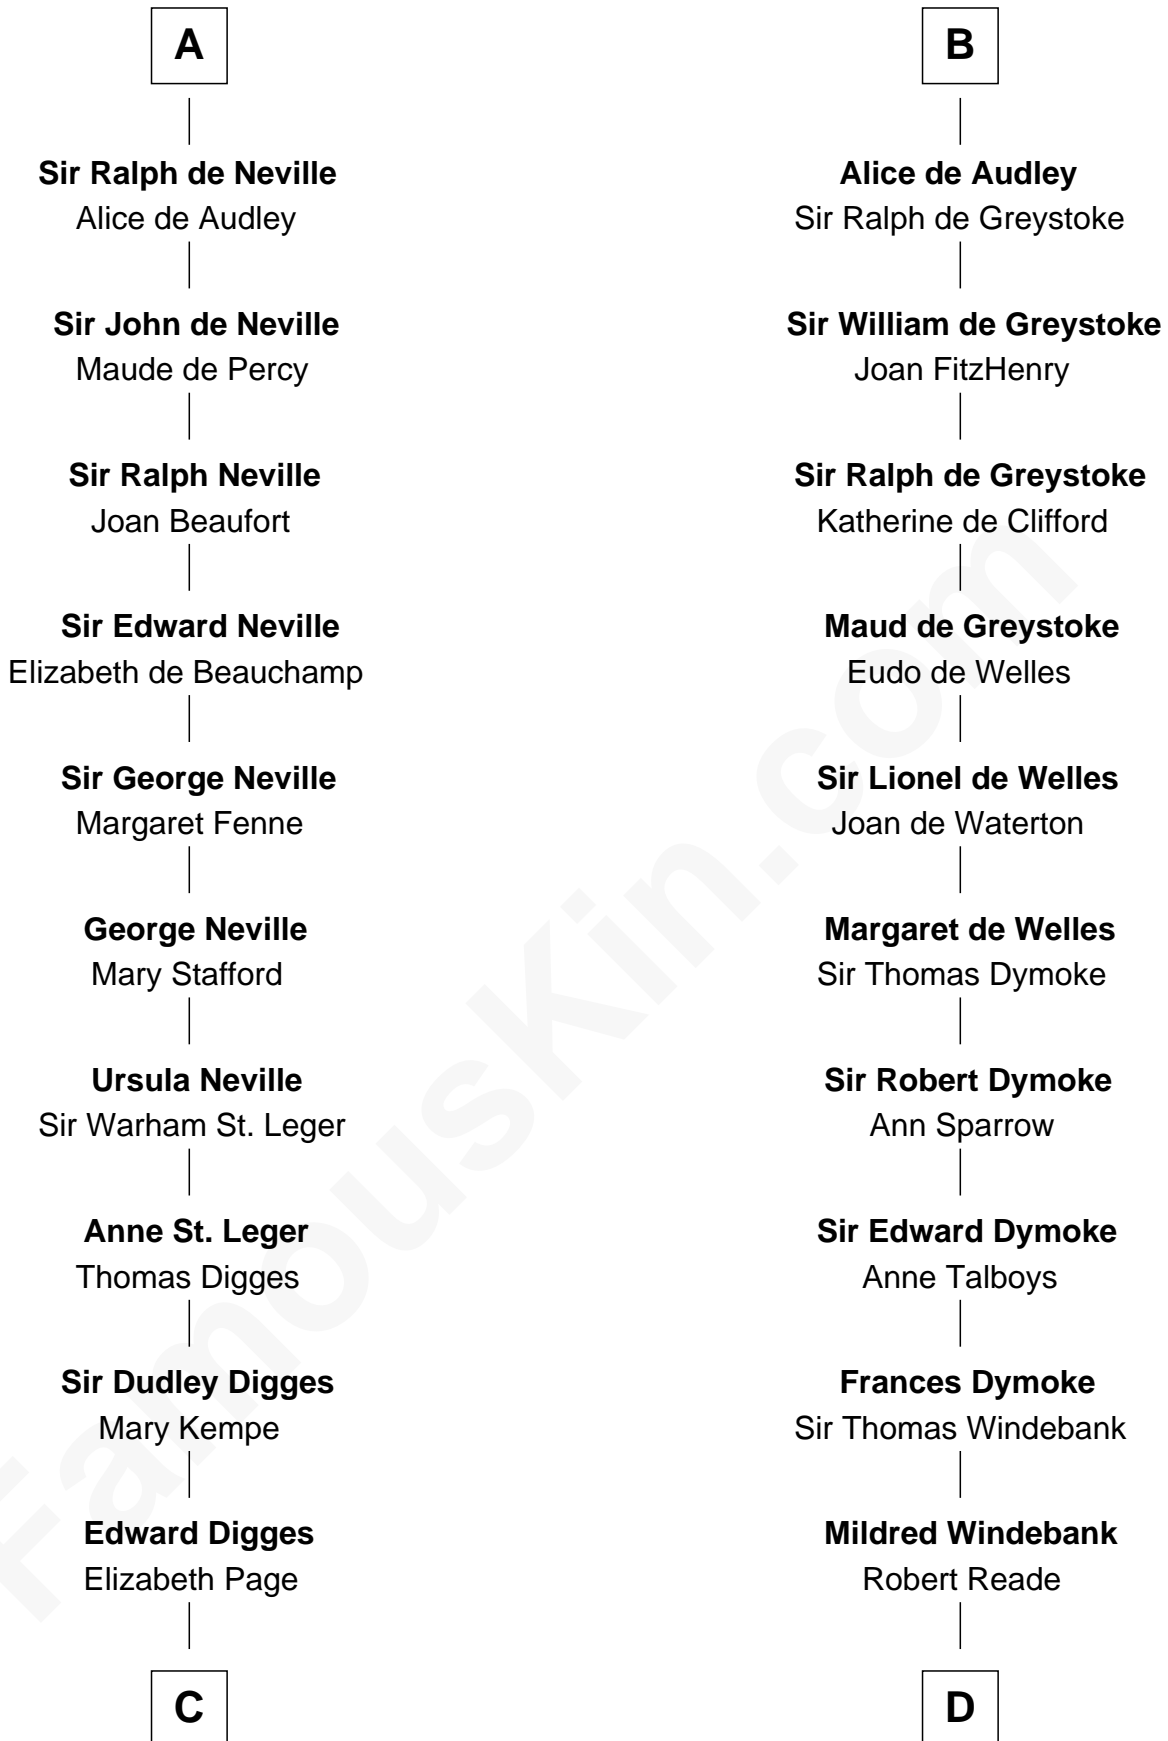 A
Sir Ralph de Neville
Alice de Audley
Sir John de Neville
Maude de Percy
Sir Ralph Neville
Joan Beaufort
Sir Edward Neville
Elizabeth de Beauchamp
Sir George Neville
Margaret Fenne
George Neville
Mary Stafford
Ursula Neville
Sir Warham St. Leger
Anne St. Leger
Thomas Digges
Sir Dudley Digges
Mary Kempe
Edward Digges
Elizabeth Page
C
B
Alice de Audley
Sir Ralph de Greystoke
Sir William de Greystoke
Joan FitzHenry
Sir Ralph de Greystoke
Katherine de Clifford
Maud de Greystoke
Eudo de Welles
Sir Lionel de Welles
Joan de Waterton
Margaret de Welles
Sir Thomas Dymoke
Sir Robert Dymoke
Ann Sparrow
Sir Edward Dymoke
Anne Talboys
Frances Dymoke
Sir Thomas Windebank
Mildred Windebank
Robert Reade
D
FamousKin.com